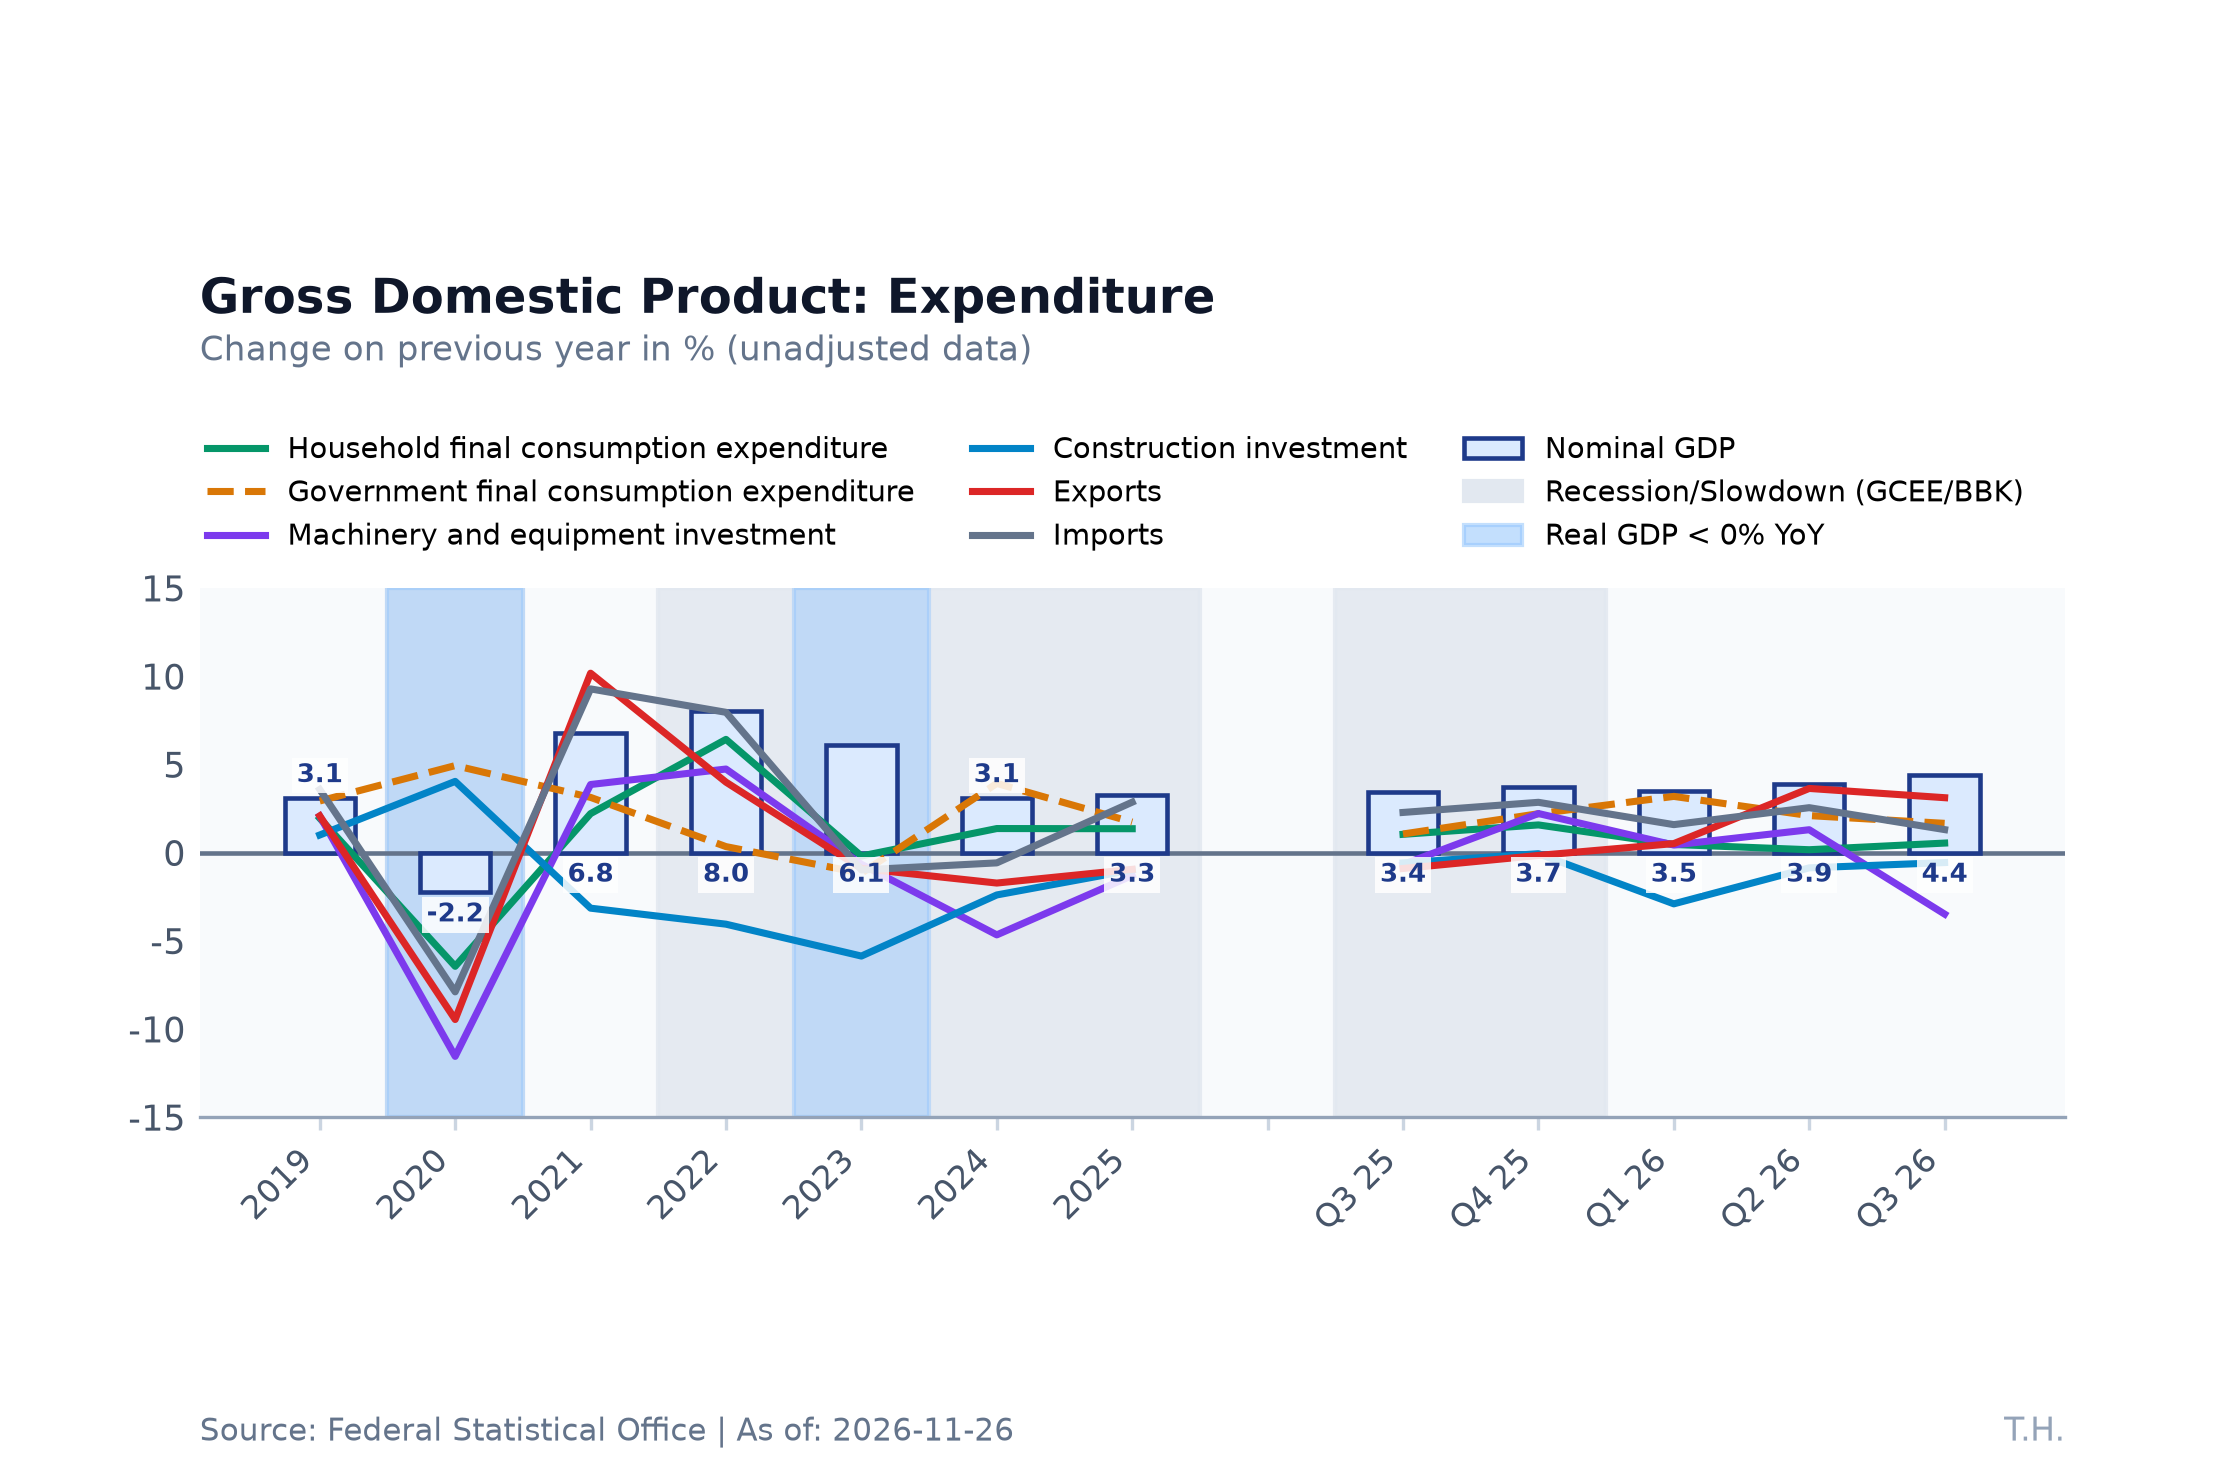 Gross Domestic Product: Expenditure
Change on previous year in % (unadjusted data)
Household final consumption expenditure
Government final consumption expenditure
Machinery and equipment investment
Construction investment
Exports
Imports
Nominal GDP
Recession/Slowdown (GCEE/BBK)
Real GDP < 0% YoY
15
10
5
0
-5
-10
-15
3.1
-2.2
6.8
8.0
6.1
3.1
3.3
3.4
3.7
3.5
3.9
4.4
2019
2020
2021
2022
2023
2024
2025
Q3 25
Q4 25
Q1 26
Q2 26
Q3 26
Source: Federal Statistical Office | As of: 2026-11-26
T.H.